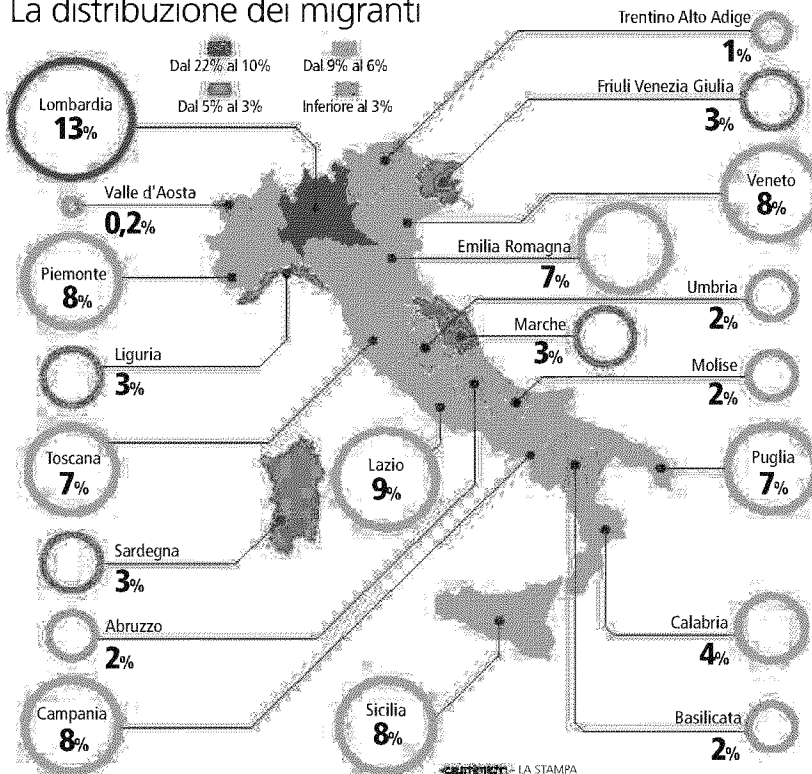 La distribuzione dei migranti
Dal 22% al 10%
Dal 9% al 6%
Dal 5% al 3%
Inferiore al 3%
Trentino Alto Adige
1%
Friuli Venezia Giulia
3%
Lombardia
13%
Veneto
8%
Valle d'Aosta
0,2%
Emilia Romagna
7%
Piemonte
8%
Umbria
2%
Marche
3%
Liguria
3%
Molise
2%
Toscana
7%
Lazio
9%
Puglia
7%
Sardegna
3%
Abruzzo
2%
Calabria
4%
Campania
8%
Sicilia
8%
Basilicata
2%
- LA STAMPA